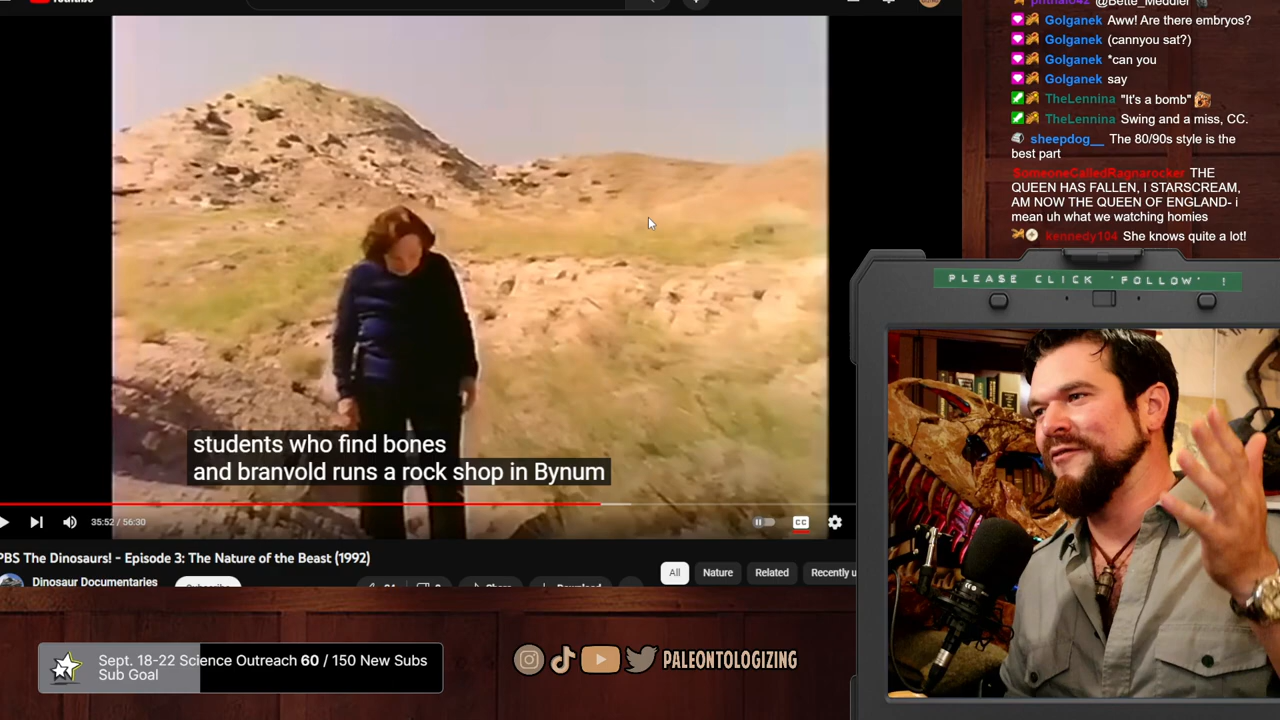 Golganek Aww! Are there embryos?
Golganek (cannyou sat?)
Golganek *can you
Golganek say
TheLennina "It's a bomb"
TheLennina Swing and a miss, CC.
sheepdog__ The 80/90s style is the
best part
SomeoneCalledRagnarocker THE
QUEEN HAS FALLEN, I STARSCREAM,
AM NOW THE QUEEN OF ENGLAND- i
mean uh what we watching homies
kennedy104 She knows quite a lot!
PLEASE CLICK 'FOLLOW' !
students who find bones
and branvold runs a rock shop in Bynum
35:52 / 56:30
CC
PBS The Dinosaurs! - Episode 3: The Nature of the Beast (1992)
Dinosaur Documentaries
All Nature Related Recently u
Sept. 18-22 Science Outreach 60 / 150 New Subs
Sub Goal
PALEONTOLOGIZING